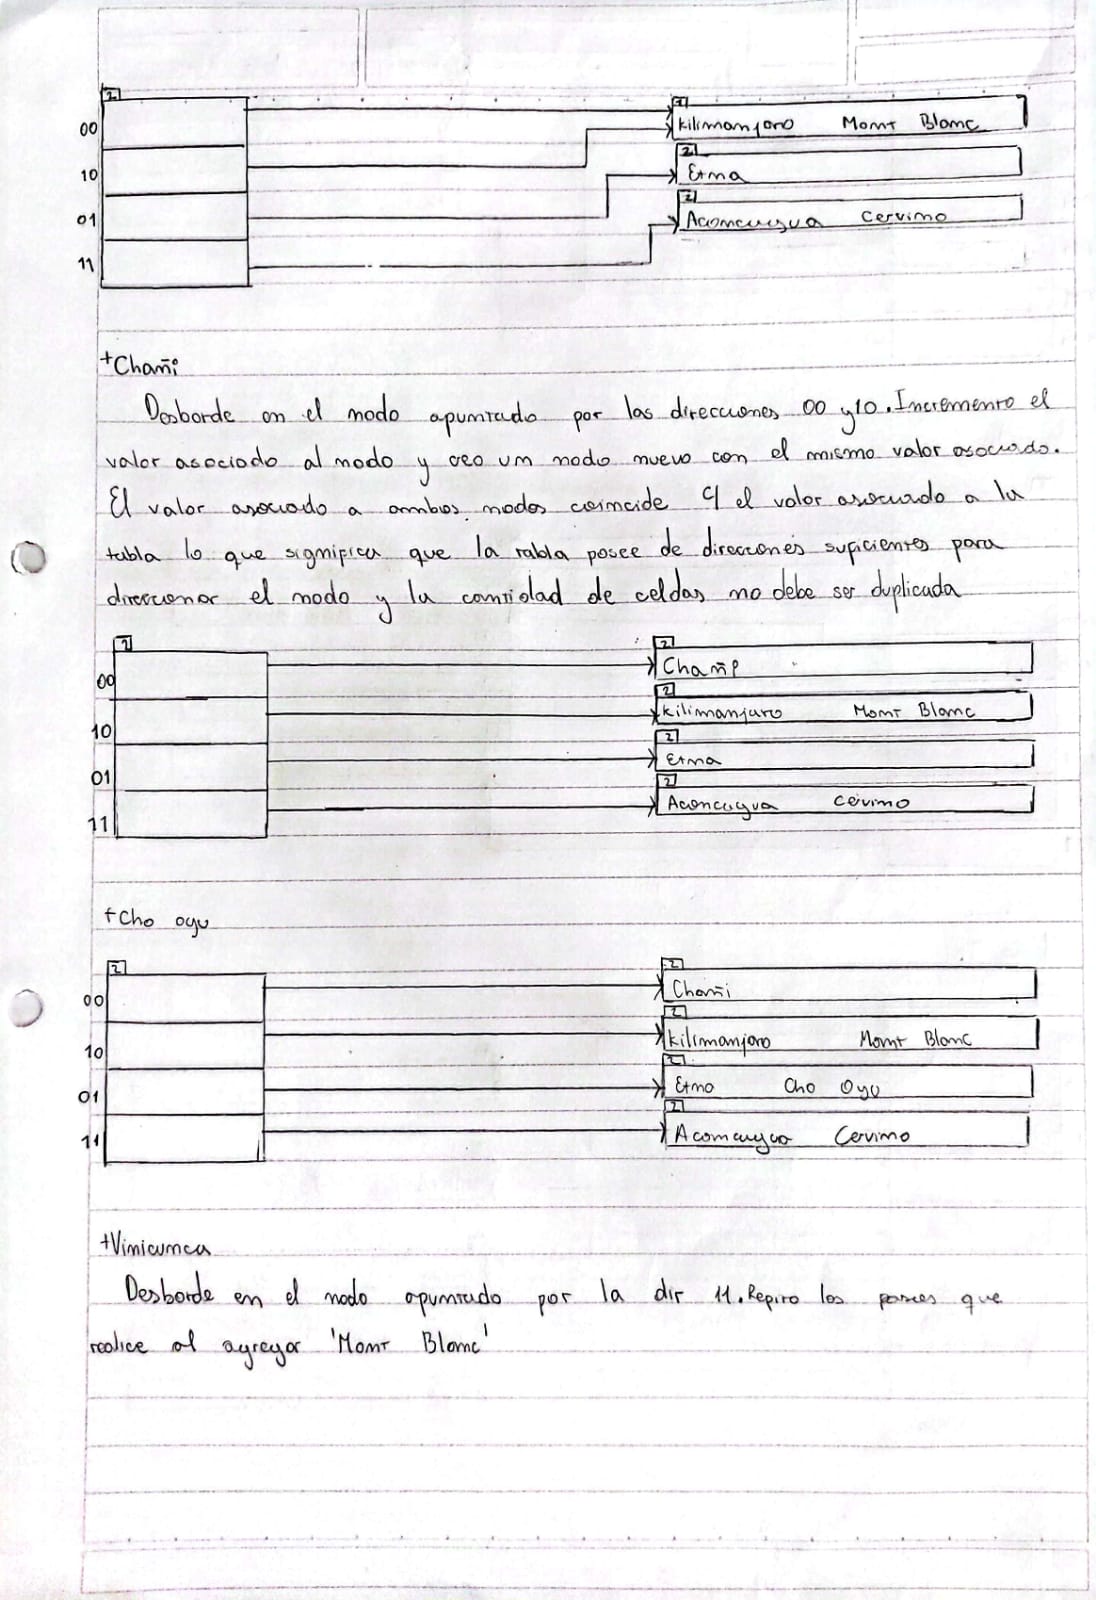 2
00
10
01
11
1
Kilimanjaro Mont Blanc
2
Etna
2
Aconcagua Cervino
+Chañi
Desborde en el nodo apuntado por las direcciones 00 y 10. Incremento el
valor asociado al nodo y creo un nodo nuevo con el mismo valor asociado.
El valor asociado a ambos nodos coincide c/ el valor asociado a la
tabla lo que significa que la tabla posee de direcciones suficientes para
direccionar el nodo y la cantidad de celdas no debe ser duplicada
2
00
10
01
11
2
Chañi
2
Kilimanjaro Mont Blanc
2
Etna
2
Aconcagua Cervino
+Cho oyu
2
00
10
01
11
2
Chañi
2
Kilimanjaro Mont Blanc
2
Etna Cho Oyu
2
Aconcagua Cervino
+Vinicunca
Desborde en el nodo apuntado por la dir 11. Repito los pasos que
realice al agregar 'Mont Blanc'